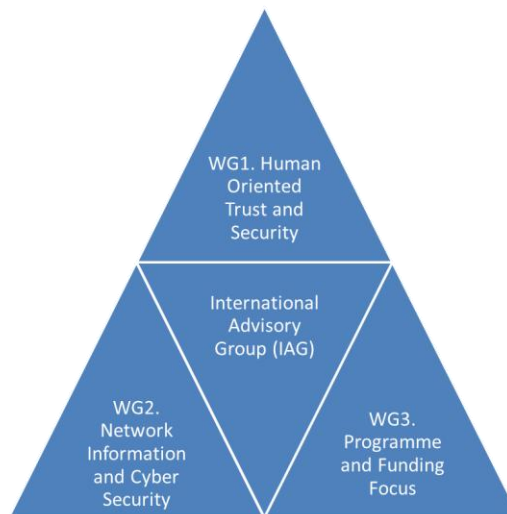 WG1. Human
Oriented
Trust and
Security
International
Advisory
Group (IAG)
WG2.
Network
Information
and Cyber
Security
WG3.
Programme
and Funding
Focus